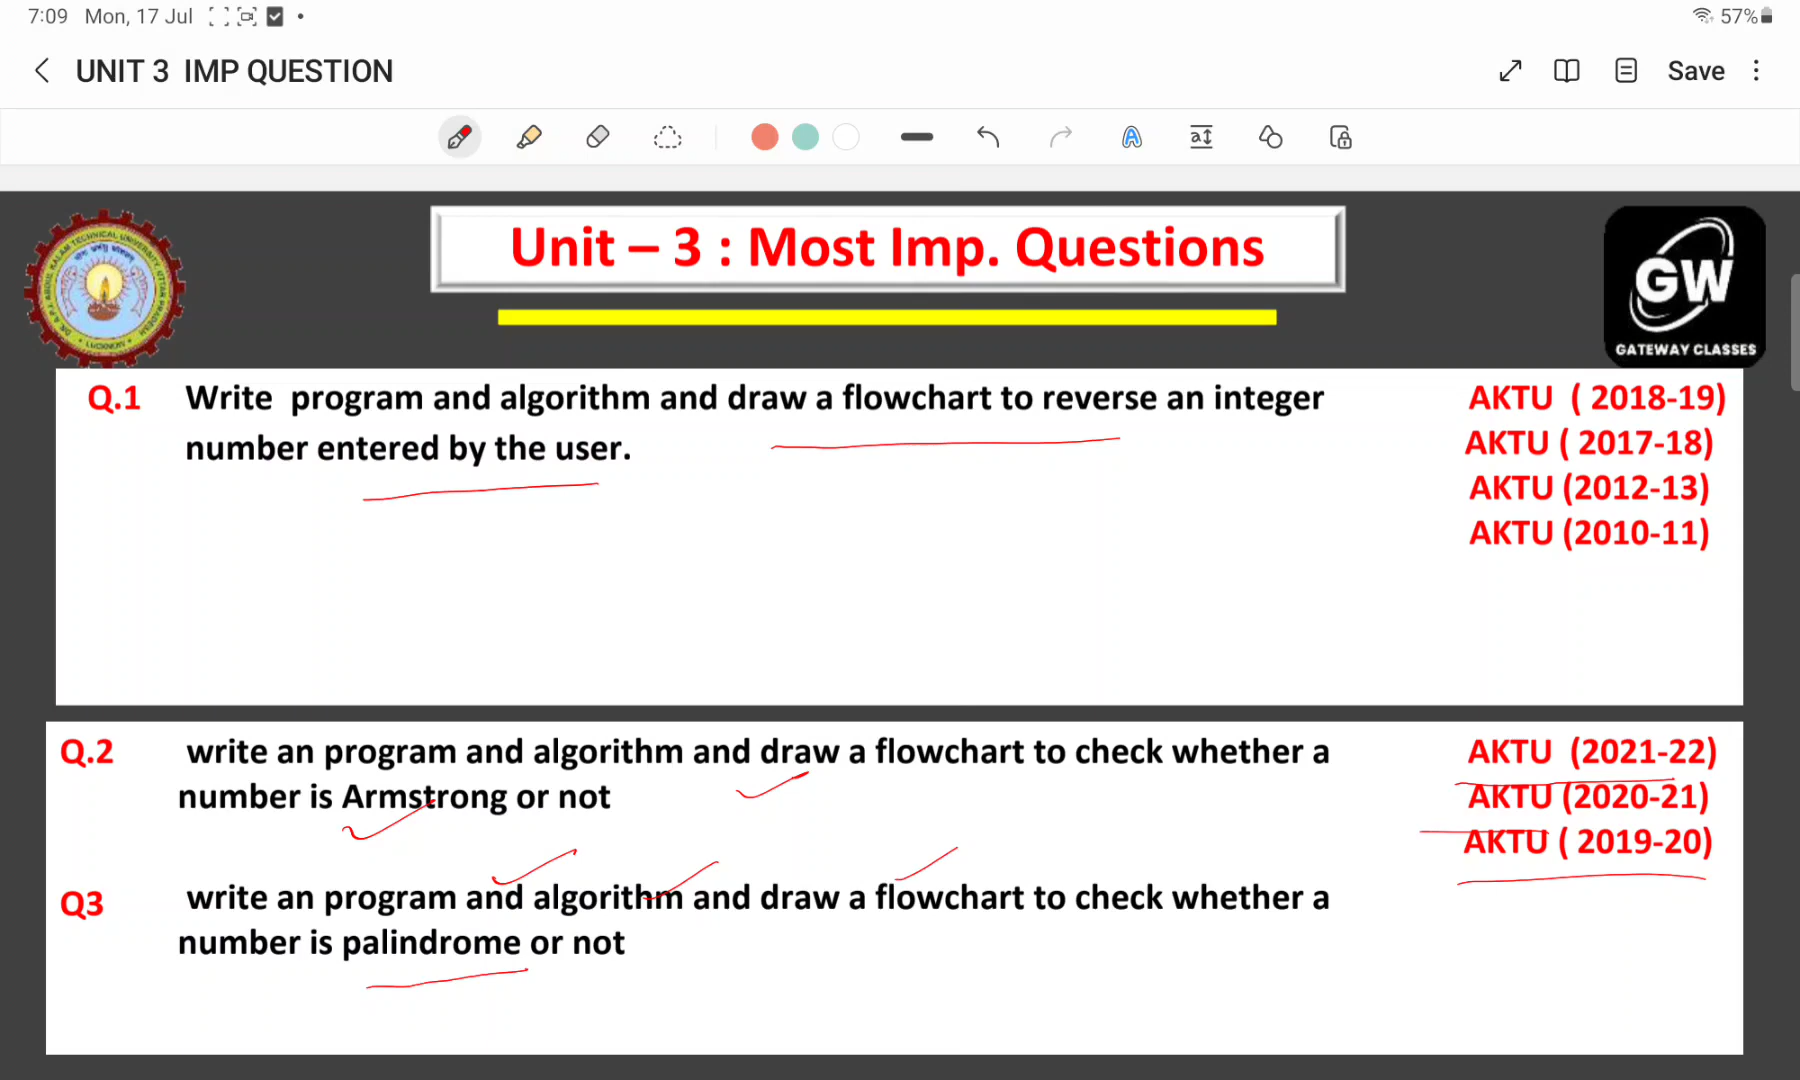 7:09 Mon, 17 Jul
57%
UNIT 3 IMP QUESTION
Save
Unit – 3 : Most Imp. Questions
GW
GATEWAY CLASSES
Q.1 Write program and algorithm and draw a flowchart to reverse an integer
number entered by the user.
AKTU ( 2018-19)
AKTU ( 2017-18)
AKTU (2012-13)
AKTU (2010-11)
Q.2 write an program and algorithm and draw a flowchart to check whether a
number is Armstrong or not
AKTU (2021-22)
AKTU (2020-21)
AKTU ( 2019-20)
Q3 write an program and algorithm and draw a flowchart to check whether a
number is palindrome or not